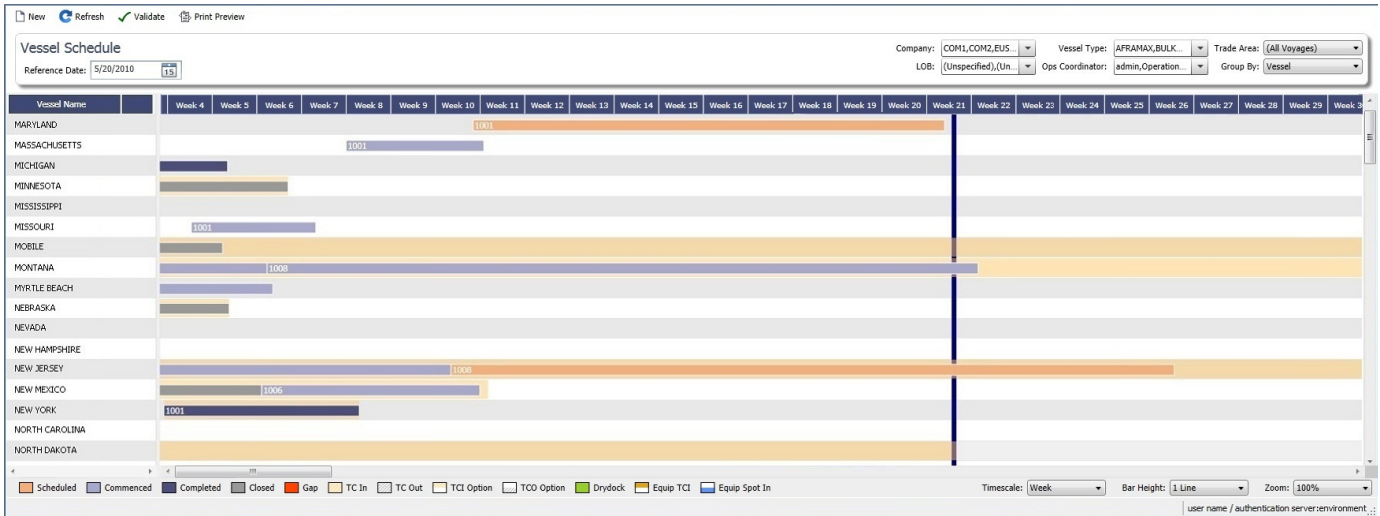 New Refresh Validate Print Preview
Vessel Schedule
Company: COM1,COM2,EUS... Vessel Type: AFRAMAX,BULK... Trade Area: (All Voyages)
Reference Date: 5/20/2010 15 LOB: (Unspecified),(Un... Ops Coordinator: admin,Operation... Group By: Vessel
Vessel Name Week 4 Week 5 Week 6 Week 7 Week 8 Week 9 Week 10 Week 11 Week 12 Week 13 Week 14 Week 15 Week 16 Week 17 Week 18 Week 19 Week 20 Week 21 Week 22 Week 23 Week 24 Week 25 Week 26 Week 27 Week 28 Week 29 Week 3
MARYLAND 1001
MASSACHUSETTS 1001
MICHIGAN
MINNESOTA
MISSISSIPPI
MISSOURI 1001
MOBILE
MONTANA 1008
MYRTLE BEACH
NEBRASKA
NEVADA
NEW HAMPSHIRE
NEW JERSEY 1008
NEW MEXICO 1006
NEW YORK 1001
NORTH CAROLINA
NORTH DAKOTA
Scheduled Commenced Completed Closed Gap TC In TC Out TCI Option TCO Option Drydock Equip TCI Equip Spot In Timescale: Week Bar Height: 1 Line Zoom: 100%
user name / authentication server:environment